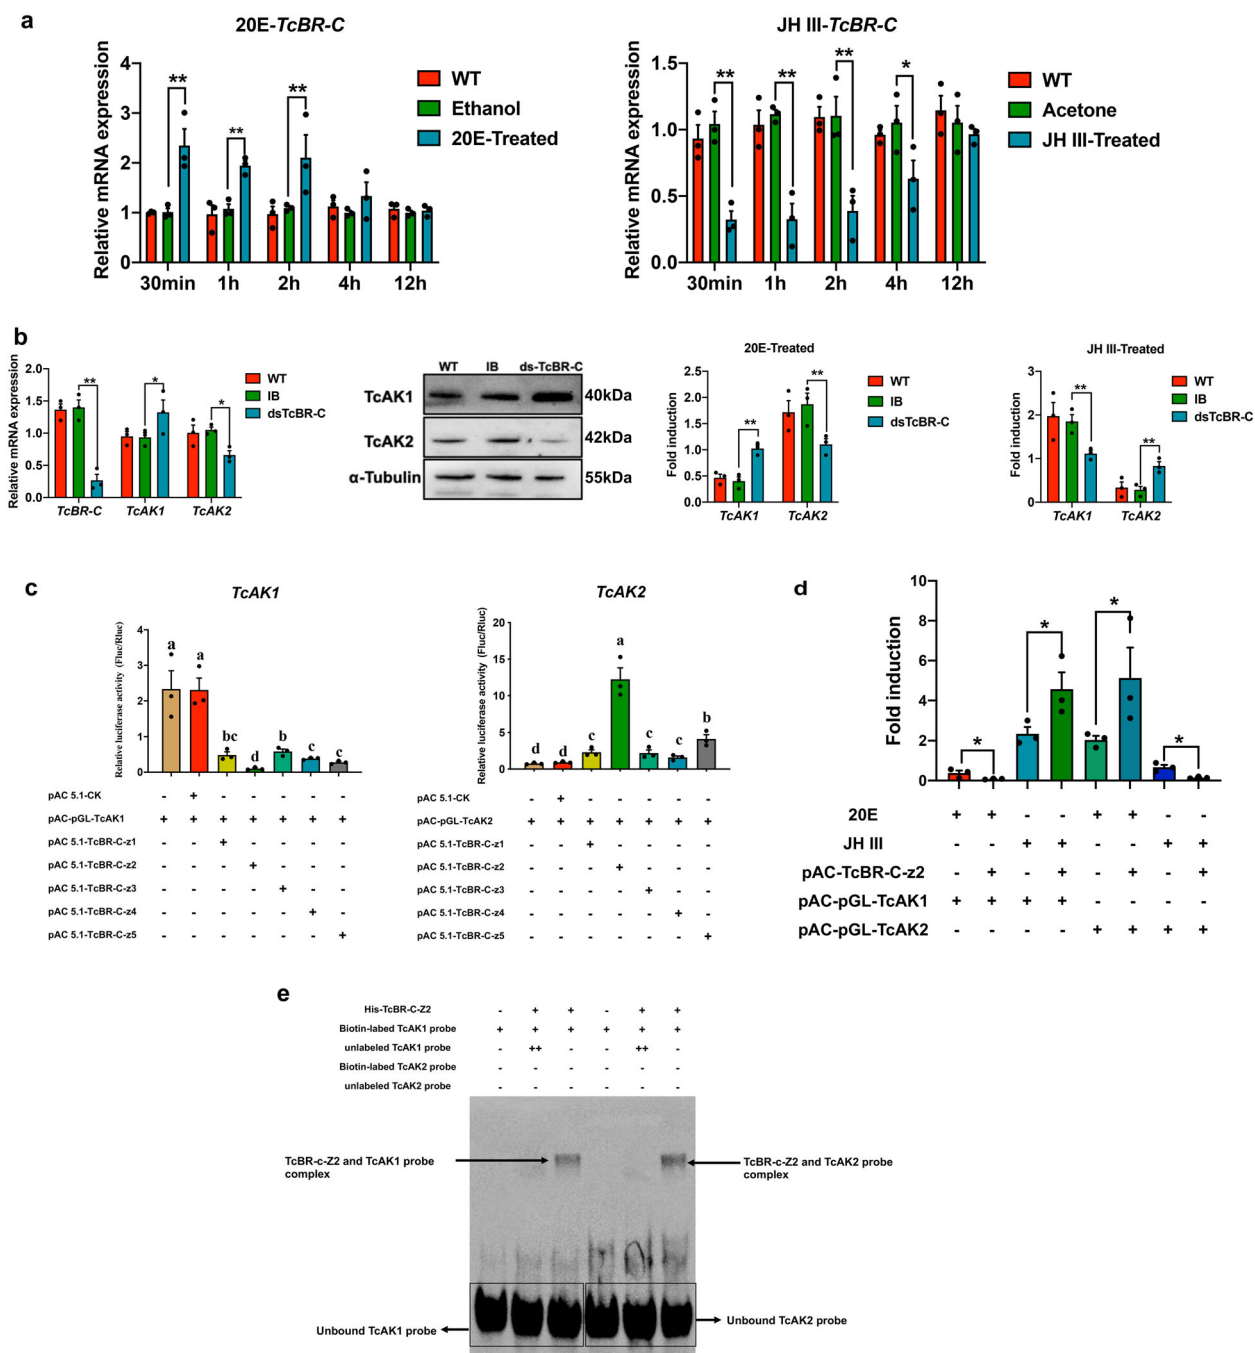 a
20E-TcBR-C
Relative mRNA expression
4
3
2
1
0
**
**
**
30min 1h 2h 4h 12h
WT
Ethanol
20E-Treated
JH III-TcBR-C
Relative mRNA expression
1.5
1.0
0.5
0.0
**
**
**
*
30min 1h 2h 4h 12h
WT
Acetone
JH III-Treated
b
Relative mRNA expression
2.0
1.5
1.0
0.5
0.0
**
*
*
TcBR-C TcAK1 TcAK2
WT
IB
dsTcBR-C
WT IB ds-TcBR-C
TcAK1 40kDa
TcAK2 42kDa
α-Tubulin 55kDa
20E-Treated
Fold induction
2.5
2.0
1.5
1.0
0.5
0.0
**
**
TcAK1 TcAK2
WT
IB
dsTcBR-C
JH III-Treated
Fold induction
3
2
1
0
**
**
TcAK1 TcAK2
WT
IB
dsTcBR-C
c
TcAK1
Relative luciferase activity (Fluc/Rluc)
4
3
2
1
0
a a bc d b c c
pAC 5.1-CK - + - - - - -
pAC-pGL-TcAK1 + + + + + + +
pAC 5.1-TcBR-C-z1 - - + - - - -
pAC 5.1-TcBR-C-z2 - - - + - - -
pAC 5.1-TcBR-C-z3 - - - - + - -
pAC 5.1-TcBR-C-z4 - - - - - + -
pAC 5.1-TcBR-C-z5 - - - - - - +
TcAK2
Relative luciferase activity (Fluc/Rluc)
20
15
10
5
0
d d c a c c b
pAC 5.1-CK - + - - - - -
pAC-pGL-TcAK2 + + + + + + +
pAC 5.1-TcBR-C-z1 - - + - - - -
pAC 5.1-TcBR-C-z2 - - - + - - -
pAC 5.1-TcBR-C-z3 - - - - + - -
pAC 5.1-TcBR-C-z4 - - - - - + -
pAC 5.1-TcBR-C-z5 - - - - - - +
d
Fold induction
10
8
6
4
2
0
*
*
*
*
20E + + - - + + - -
JH III - - + + - - + +
pAC-TcBR-C-z2 - + - + - + - +
pAC-pGL-TcAK1 + + + + - - - -
pAC-pGL-TcAK2 - - - - + + + +
e
His-TcBR-C-Z2 - + + - + +
Biotin-labed TcAK1 probe + + + + + +
unlabeled TcAK1 probe - ++ - - ++ -
Biotin-labed TcAK2 probe - - - - - -
unlabeled TcAK2 probe - - - - - -
TcBR-c-Z2 and TcAK1 probe
complex
TcBR-c-Z2 and TcAK2 probe
complex
Unbound TcAK1 probe
Unbound TcAK2 probe